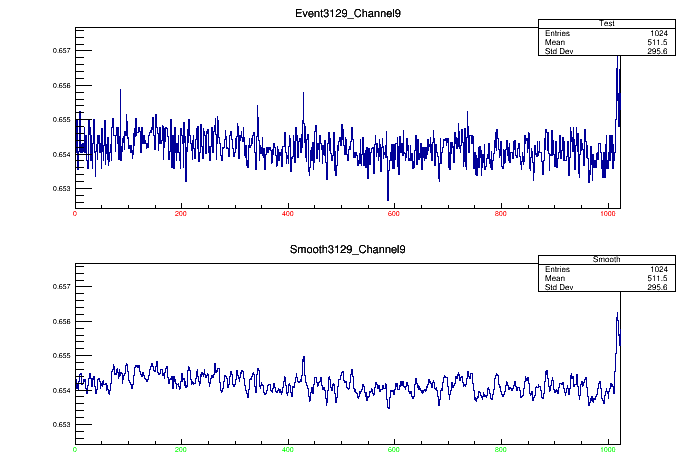 Event3129_Channel9
Test
Entries 1024
Mean 511.5
Std Dev 295.6
0.657
0.656
0.655
0.654
0.653
0 200 400 600 800 1000
Smooth3129_Channel9
Smooth
Entries 1024
Mean 511.5
Std Dev 295.6
0.657
0.656
0.655
0.654
0.653
0 200 400 600 800 1000